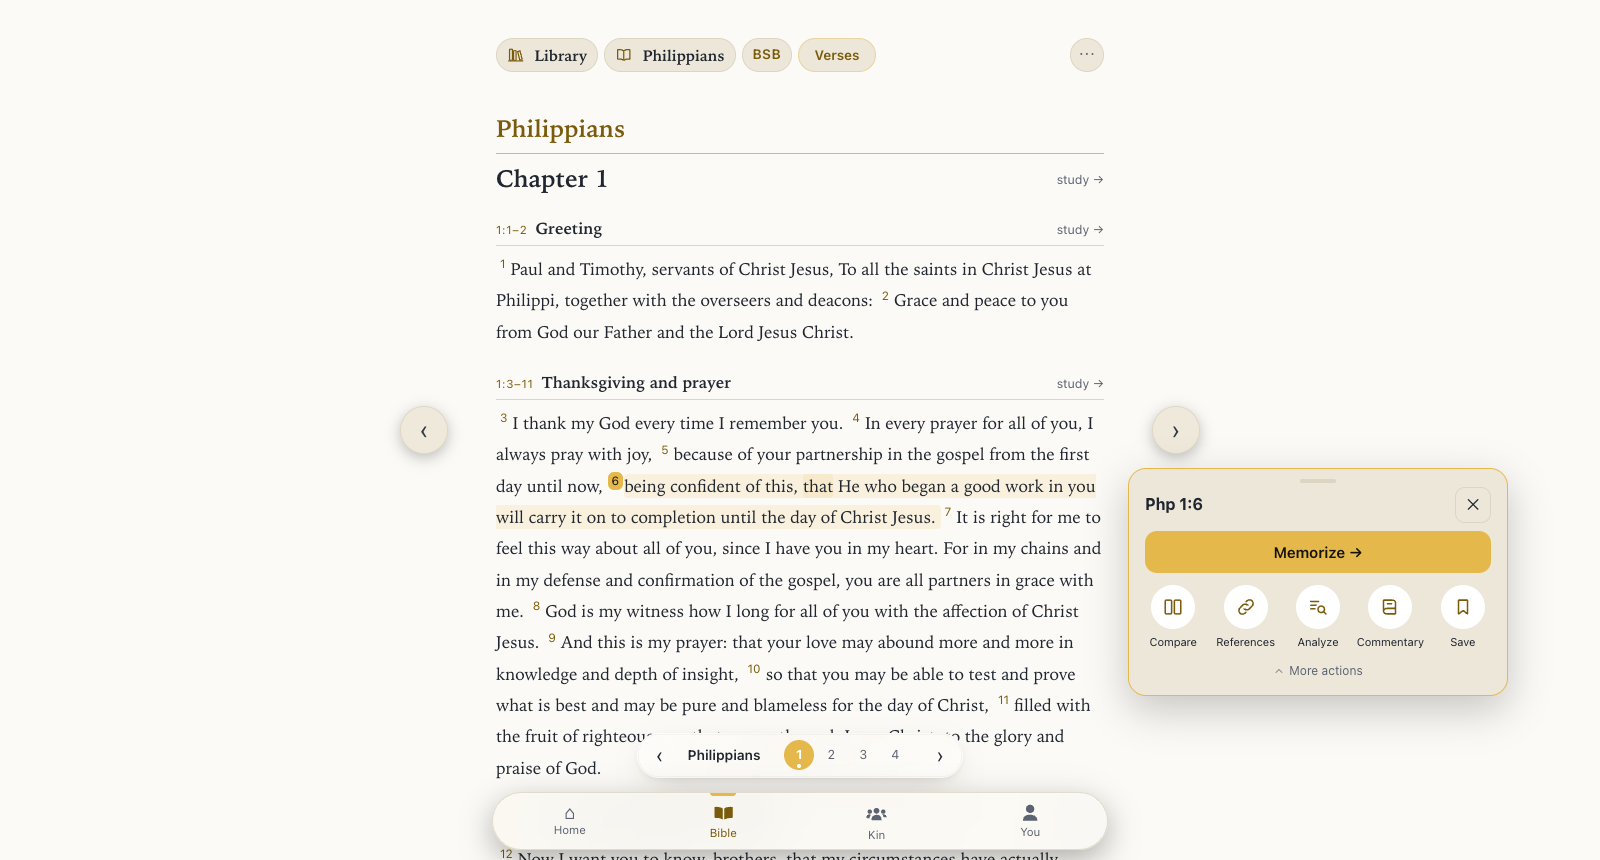 Library Philippians BSB Verses ...
Philippians
Chapter 1 study →
1:1–2 Greeting study →
1 Paul and Timothy, servants of Christ Jesus, To all the saints in Christ Jesus at
Philippi, together with the overseers and deacons: 2 Grace and peace to you
from God our Father and the Lord Jesus Christ.
1:3–11 Thanksgiving and prayer study →
3 I thank my God every time I remember you. 4 In every prayer for all of you, I
always pray with joy, 5 because of your partnership in the gospel from the first
day until now, 6 being confident of this, that He who began a good work in you
will carry it on to completion until the day of Christ Jesus. 7 It is right for me to
feel this way about all of you, since I have you in my heart. For in my chains and
in my defense and confirmation of the gospel, you are all partners in grace with
me. 8 God is my witness how I long for all of you with the affection of Christ
Jesus. 9 And this is my prayer: that your love may abound more and more in
knowledge and depth of insight, 10 so that you may be able to test and prove
what is best and may be pure and blameless for the day of Christ, 11 filled with
the fruit of to the glory and
praise of God.
‹ Philippians 1 2 3 4 ›
Home Bible Kin You
12 Now I want you to know, brothers, that my circumstances have actually
‹ ›
Php 1:6
Memorize →
Compare References Analyze Commentary Save
More actions